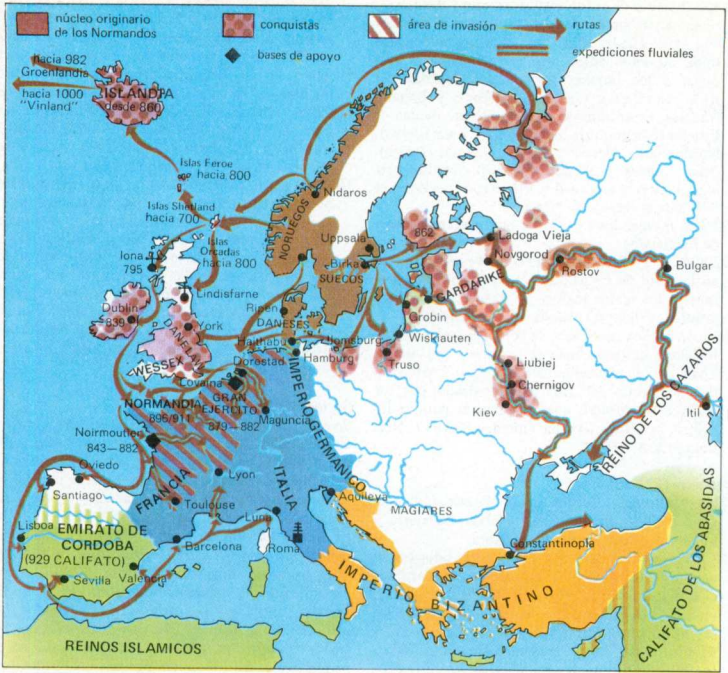 núcleo originario
de los Normandos
conquistas
área de invasión
rutas
bases de apoyo
expediciones fluviales
hacia 982
Groenlandia
hacia 1000
"Vinland"
ISLANDIA
desde 860)
Islas Feroe
hacia 800
Islas Shetland
hacia 700
Islas
Orcadas
hacia 800
Iona
795
Nidaros
NORUEGOS
Uppsala
Birka
SUECOS
862
Ladoga Vieja
Novgorod
GARDARIKE
Rostov
Bulgar
Lindisfarne
Dublin
839
York
DANELAG
WESSEX
Ripen
DANESES
Haithabu
Hamburg
Jomsburg
Truso
Wisklauten
Grobin
Dorestad
Lovaina
GRAN
EJERCITO
879—882
NORMANDIA
896/911
Maguncia
IMPERIO GERMANICO
Liubiej
Chernigov
Kiev
REINO DE LOS CAZAROS
Itil
Noirmoutier
843—882
Oviedo
Santiago
FRANCIA
Lyon
Toulouse
ITALIA
Luni
Aquileya
MAGIARES
Lisboa
EMIRATO DE
CORDOBA
(929 CALIFATO)
Barcelona
Roma
Sevilla
Valencia
Constantinopla
IMPERIO BIZANTINO
CALIFATO DE LOS ABASIDAS
REINOS ISLAMICOS